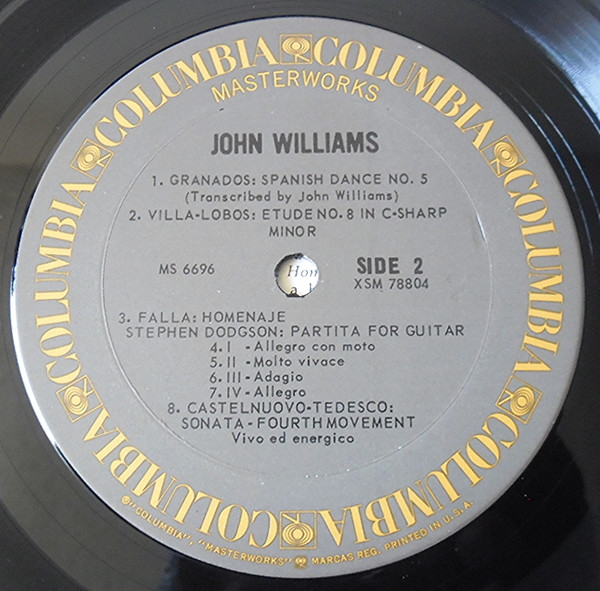 COLUMBIA COLUMBIA COLUMBIA COLUMBIA COLUMBIA COLUMBIA COLUMBIA COLUMBIA
MASTERWORKS
JOHN WILLIAMS
1. GRANADOS: SPANISH DANCE NO. 5
(Transcribed by John Williams)
2. VILLA-LOBOS: ETUDE NO. 8 IN C-SHARP
MINOR
MS 6696
SIDE 2
XSM 78804
Hon
3. FALLA: HOMENAJE
STEPHEN DODGSON: PARTITA FOR GUITAR
4. I - Allegro con moto
5. II - Molto vivace
6. III - Adagio
7. IV - Allegro
8. CASTELNUOVO-TEDESCO:
SONATA - FOURTH MOVEMENT
Vivo ed energico
®"COLUMBIA", "MASTERWORKS" MARCAS REG. PRINTED IN U.S.A.